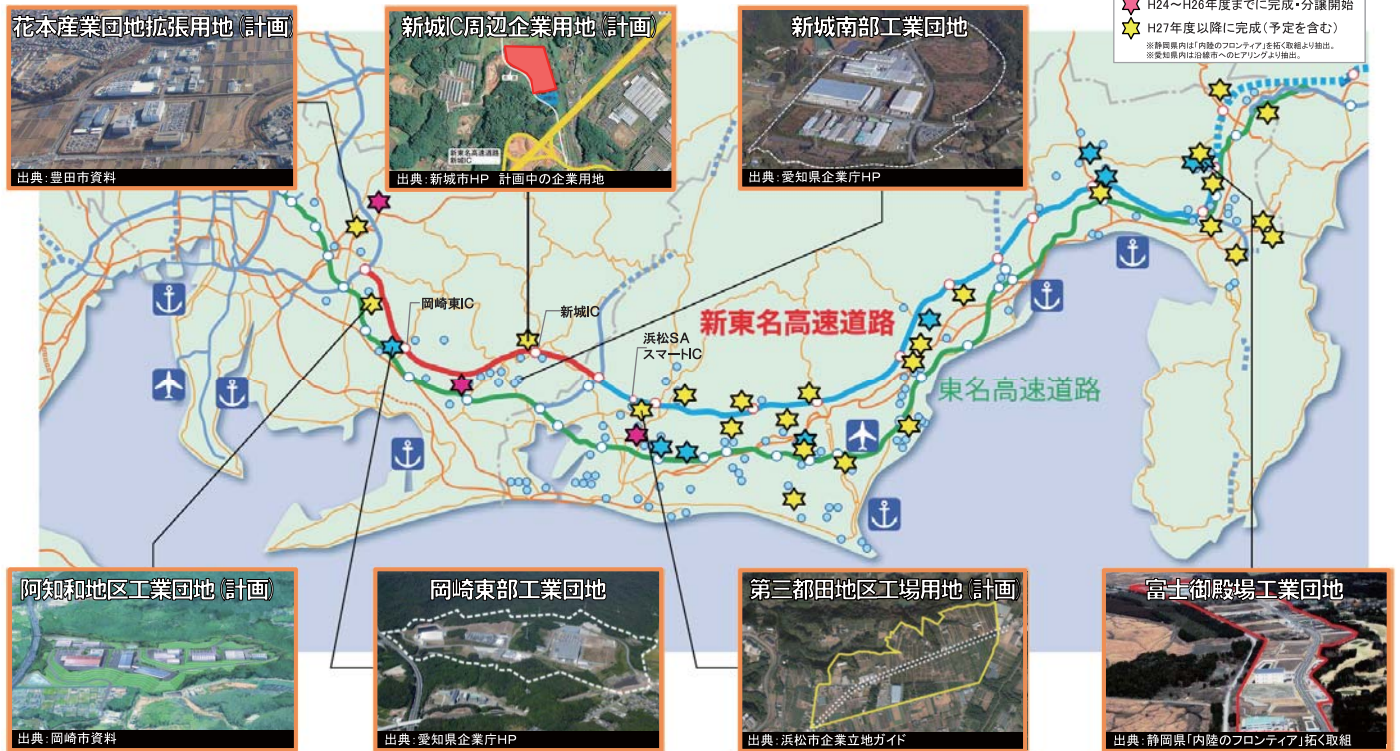 H24～H26年度までに完成・分譲開始
H27年度以降に完成(予定を含む)
※静岡県内は「内陸のフロンティア」を拓く取組より抽出。
※愛知県内は沿線市へのヒアリングより抽出。
花本産業団地拡張用地(計画)
出典:豊田市資料
新城IC周辺企業用地(計画)
新東名高速道路
新城IC
出典:新城市HP 計画中の企業用地
新城南部工業団地
出典:愛知県企業庁HP
岡崎東IC
新城IC
浜松SA
スマートIC
新東名高速道路
東名高速道路
阿知和地区工業団地(計画)
出典:岡崎市資料
岡崎東部工業団地
出典:愛知県企業庁HP
第三都田地区工場用地(計画)
出典:浜松市企業立地ガイド
富士御殿場工業団地
出典:静岡県「内陸のフロンティア」拓く取組